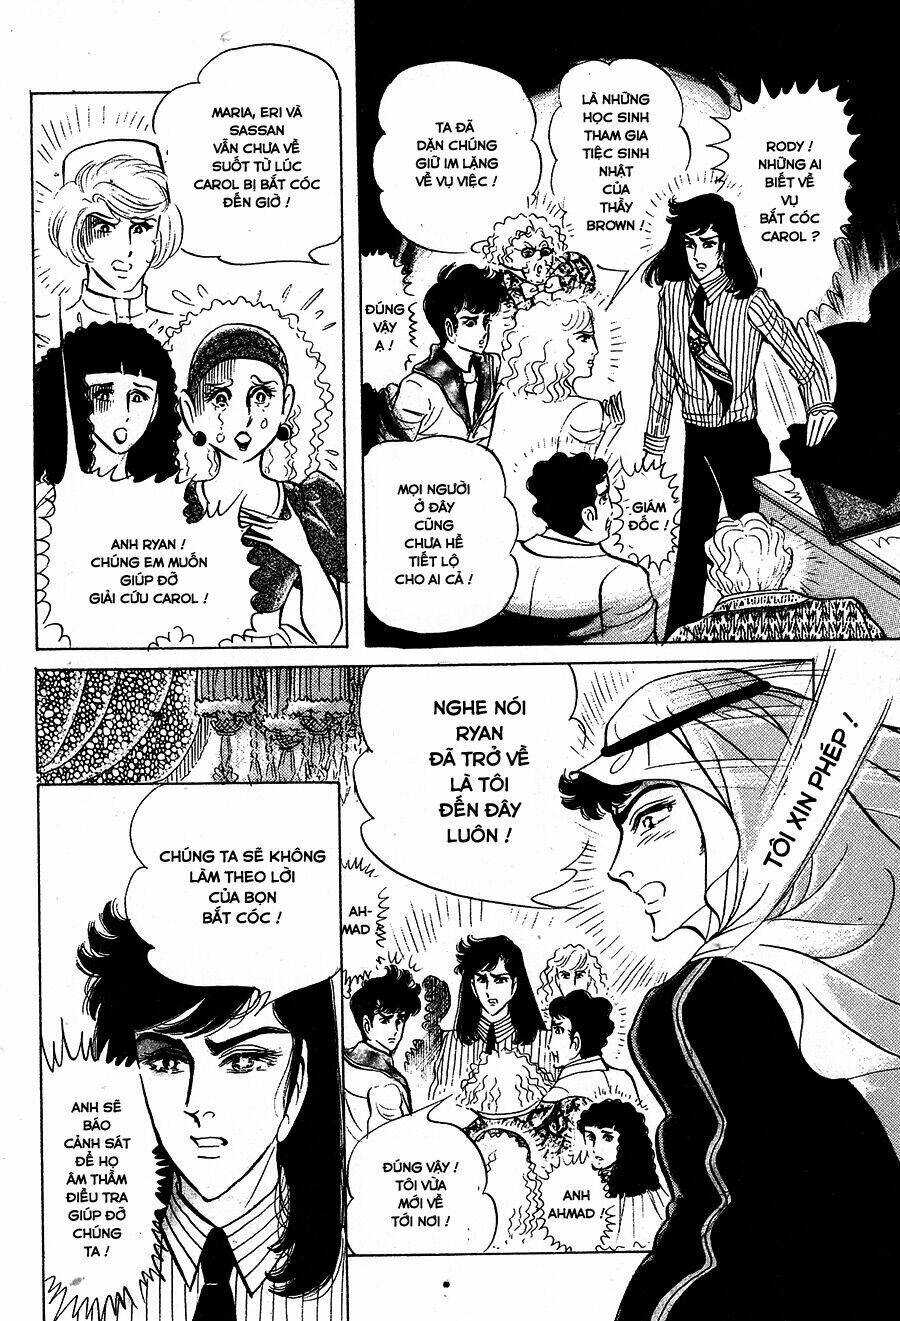 RODY !
NHỮNG AI
BIẾT VỀ
VỤ
BẮT CÓC
CAROL ?
LÀ NHỮNG
HỌC SINH
THAM GIA
TIỆC SINH
NHẬT
CỦA
THẦY
BROWN !
TA ĐÃ
DẶN CHÚNG
GIỮ IM LẶNG
VỀ VỤ VIỆC !
ĐÚNG
VẬY
Ạ !
GIÁM
ĐỐC !
MỌI NGƯỜI
Ở ĐÂY
CŨNG
CHƯA HỀ
TIẾT LỘ
CHO AI CẢ !
MARIA, ERI VÀ
SASSAN
VẪN CHƯA VỀ
SUỐT TỪ LÚC
CAROL BỊ BẮT CÓC
ĐẾN GIỜ !
ANH RYAN !
CHÚNG EM MUỐN
GIÚP ĐỠ
GIẢI CỨU CAROL !
TÔI XIN PHÉP !
NGHE NÓI
RYAN
ĐÃ TRỞ VỀ
LÀ TÔI
ĐẾN ĐÂY
LUÔN !
AH-
MAD
ANH
AHMAD !
ĐÚNG VẬY !
TÔI VỪA
MỚI VỀ
TỚI NƠI !
CHÚNG TA SẼ KHÔNG
LÀM THEO LỜI
CỦA BỌN
BẮT CÓC !
ANH SẼ
BÁO
CẢNH SÁT
ĐỂ HỌ
ÂM THẦM
ĐIỀU TRA
GIÚP ĐỠ
CHÚNG
TA !